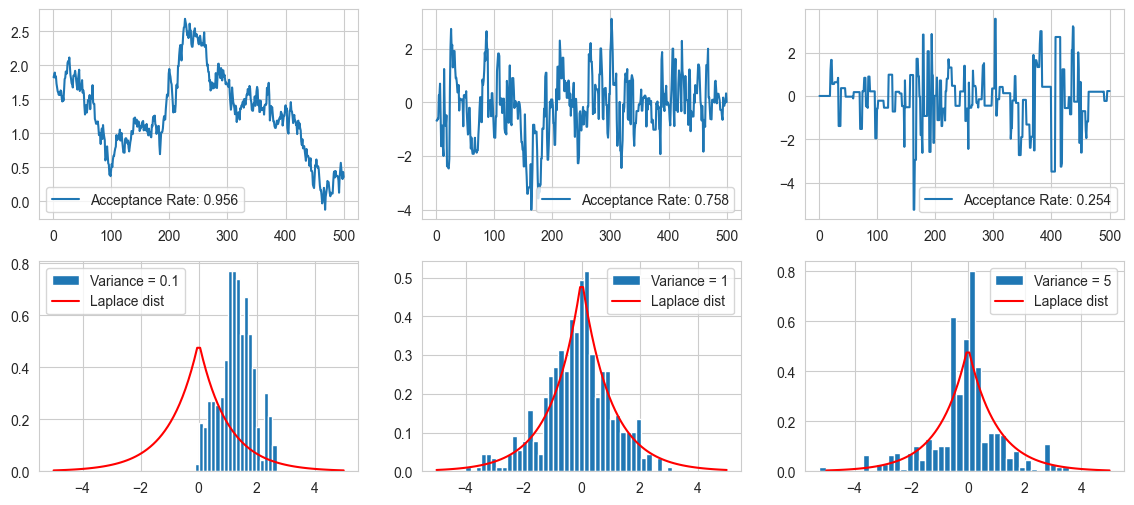 2.5
2.0
1.5
1.0
0.5
0.0
Acceptance Rate: 0.956
0 100 200 300 400 500
2
0
−2
−4
Acceptance Rate: 0.758
0 100 200 300 400 500
2
0
−2
−4
Acceptance Rate: 0.254
0 100 200 300 400 500
0.8
0.6
0.4
0.2
0.0
Variance = 0.1
Laplace dist
−4 −2 0 2 4
0.5
0.4
0.3
0.2
0.1
0.0
Variance = 1
Laplace dist
−4 −2 0 2 4
0.8
0.6
0.4
0.2
0.0
Variance = 5
Laplace dist
−4 −2 0 2 4